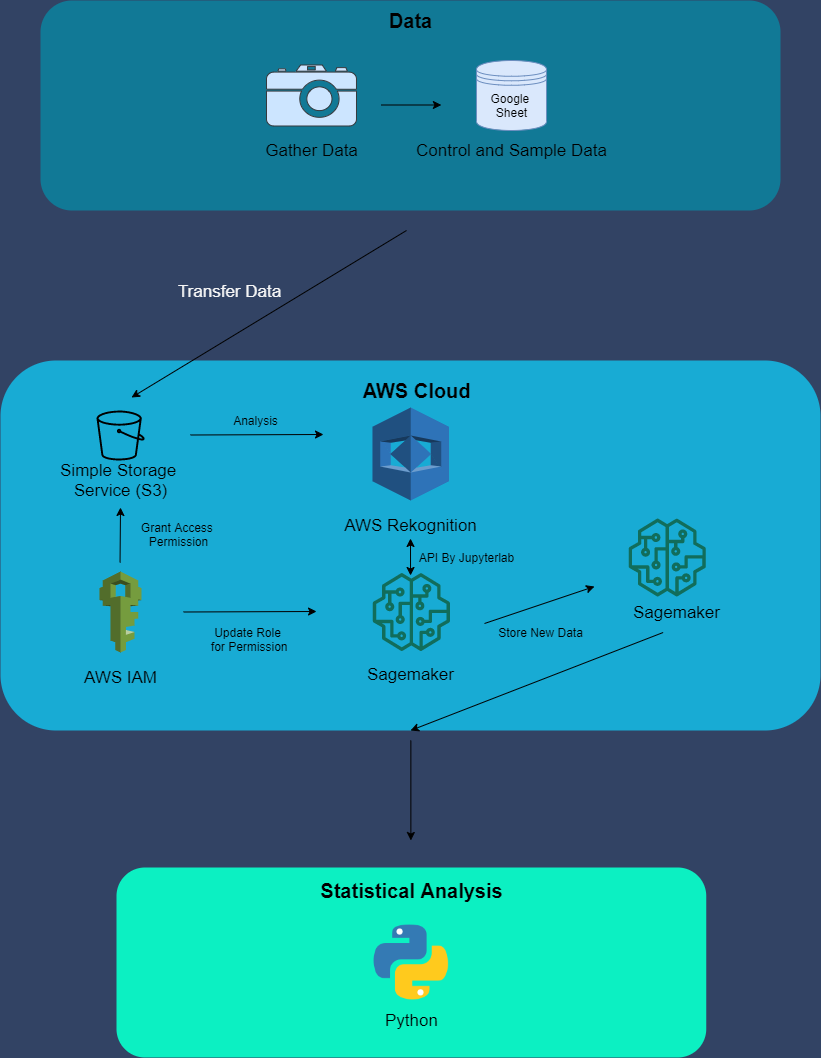 Data
Google
Sheet
Gather Data
Control and Sample Data
Transfer Data
AWS Cloud
Analysis
Simple Storage
Service (S3)
AWS Rekognition
Grant Access
Permission
API By Jupyterlab
Sagemaker
Update Role
for Permission
Store New Data
AWS IAM
Sagemaker
Statistical Analysis
Python